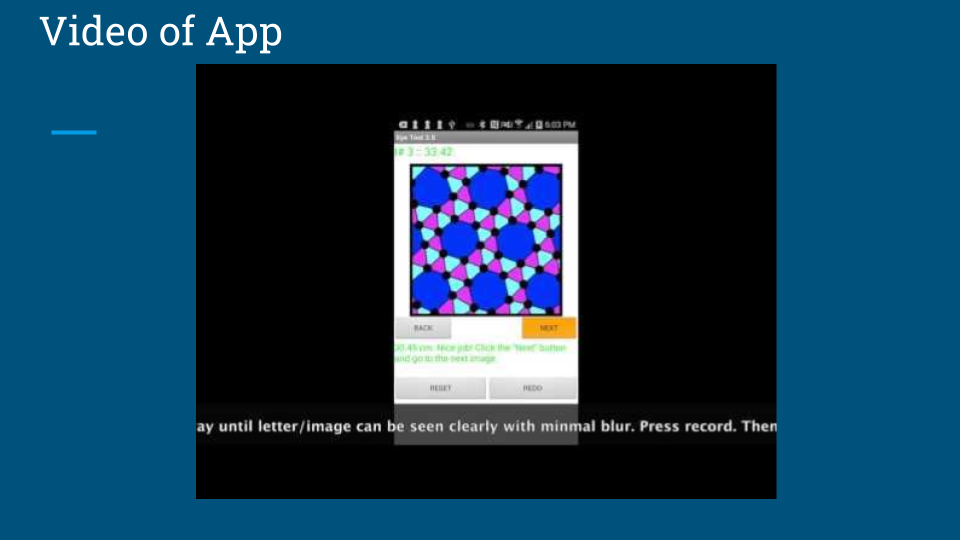 Video of App
6:03 PM
Eye Test 3.0
# 3 :: 33.42
BACK
NEXT
30.45 cm. Nice job! Click the "Next" button
and go to the next image.
RESET
REDO
ay until letter/image can be seen clearly with minmal blur. Press record. Then